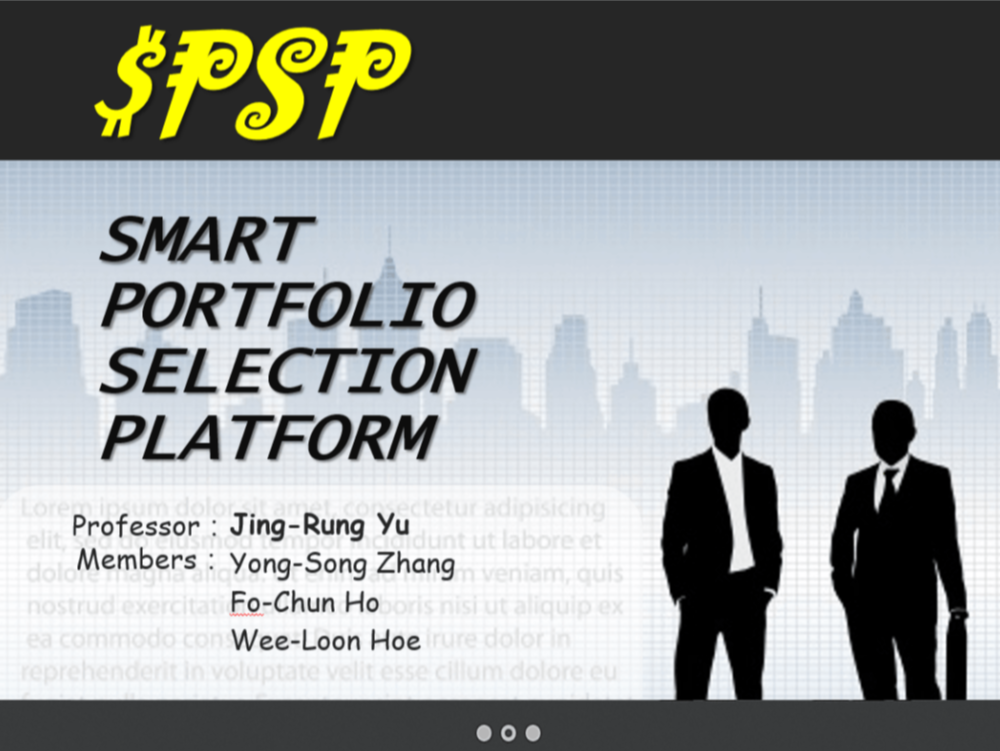 $PSP
SMART
PORTFOLIO
SELECTION
PLATFORM
Lorem ipsum dolor sit amet, consectetur adipisicing
Professor : Jing-Rung Yu
elit, sed do eiusmod tempor incididunt ut labore et
Members : Yong-Song Zhang
dolore magna aliqua. Ut enim ad minim veniam, quis
Fo-Chun Ho
nostrud exercitation laboris nisi ut aliquip ex
Wee-Loon Hoe
ea commodo irure dolor in
reprehenderit in voluptate velit esse cillum dolore eu